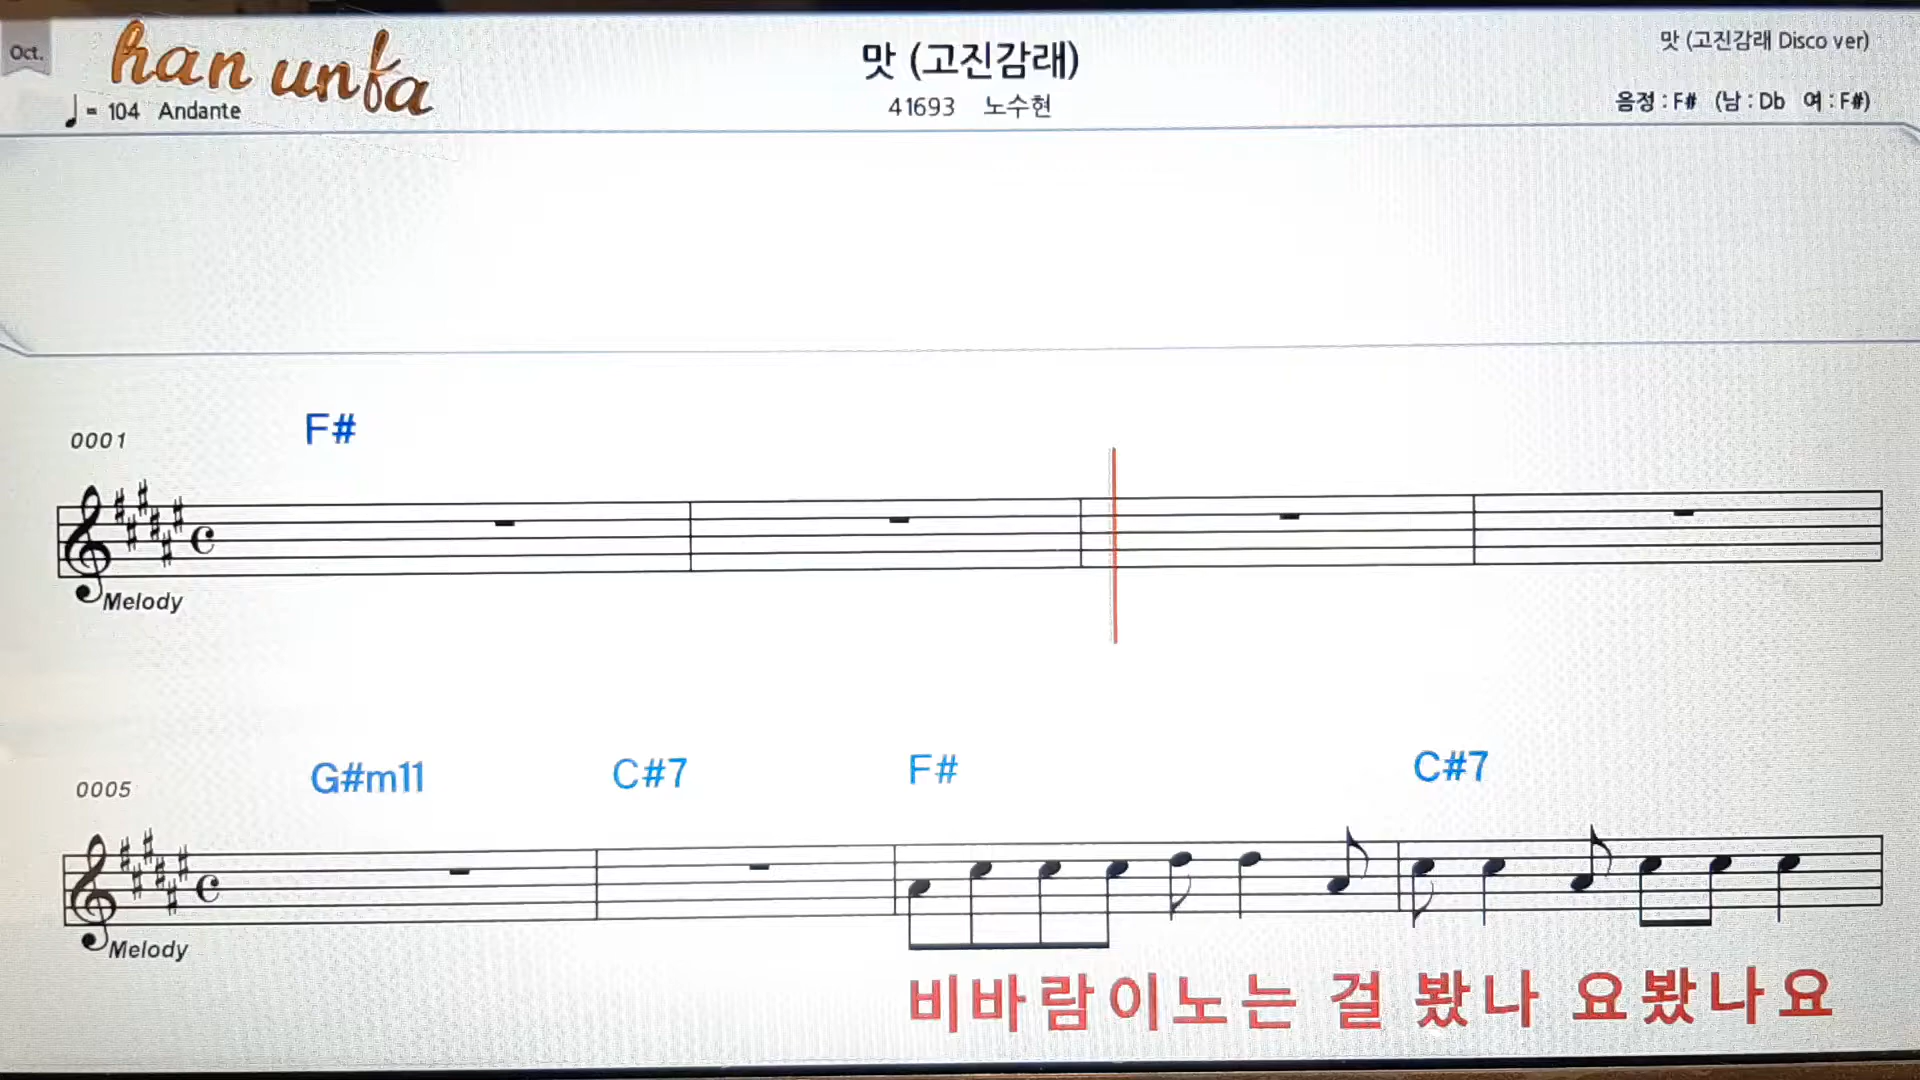 Oct.
han unfa
맛 (고진감래)
맛 (고진감래 Disco ver)
= 104 Andante
41693 노수현
음정 : F# (남 : Db 여 : F#)
F#
0001
Melody
G#m11 C#7 F# C#7
0005
Melody
비바람이노는 걸 봤나 요봤나요